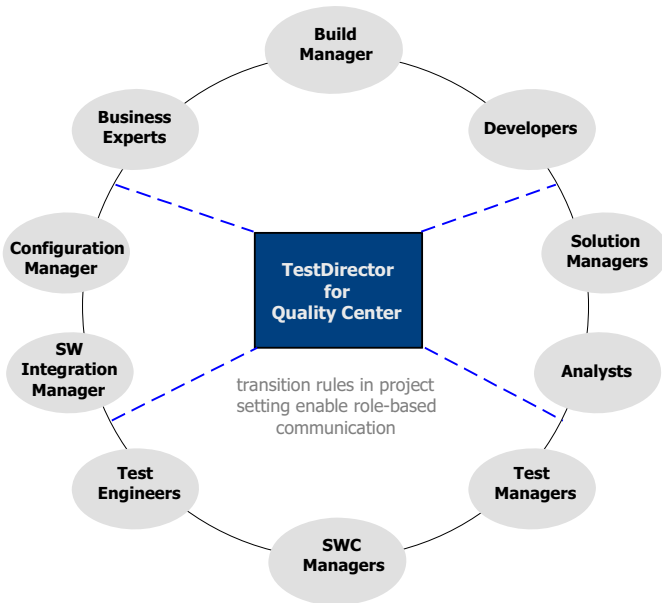 Build
Manager
Business
Experts
Developers
Configuration
Manager
TestDirector
for
Quality Center
Solution
Managers
SW
Integration
Manager
transition rules in project
setting enable role-based
communication
Analysts
Test
Engineers
Test
Managers
SWC
Managers